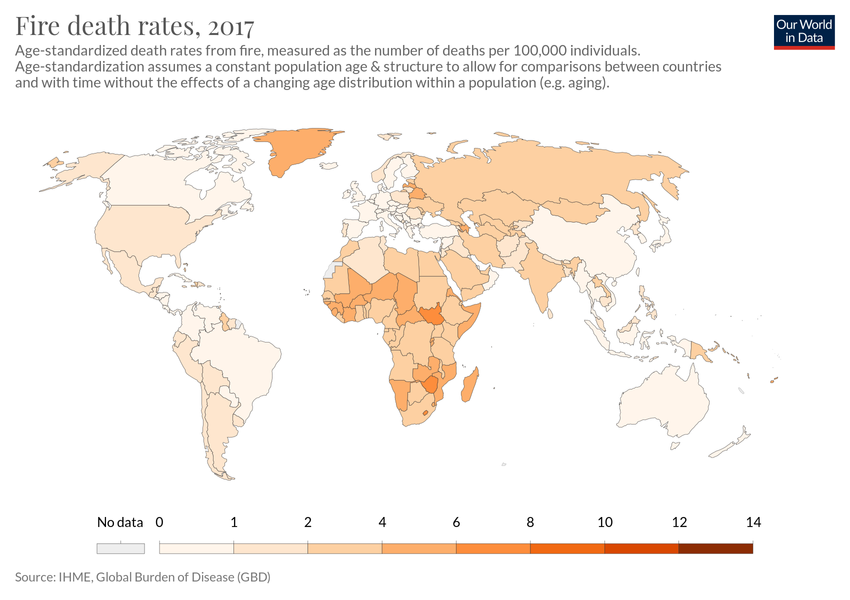 Fire death rates, 2017
Our World
in Data
Age-standardized death rates from fire, measured as the number of deaths per 100,000 individuals.
Age-standardization assumes a constant population age & structure to allow for comparisons between countries
and with time without the effects of a changing age distribution within a population (e.g. aging).
No data 0 1 2 4 6 8 10 12 14
Source: IHME, Global Burden of Disease (GBD)